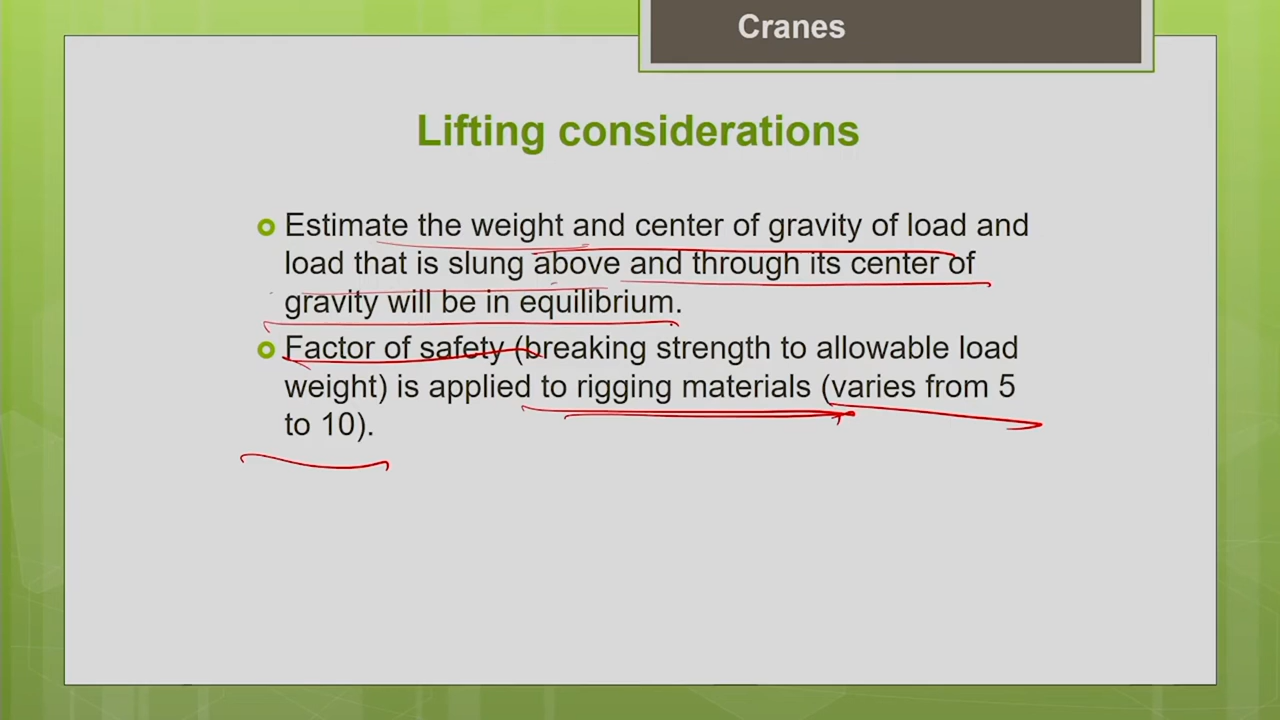 Cranes
Lifting considerations
Estimate the weight and center of gravity of load and
load that is slung above and through its center of
gravity will be in equilibrium.
Factor of safety (breaking strength to allowable load
weight) is applied to rigging materials (varies from 5
to 10).